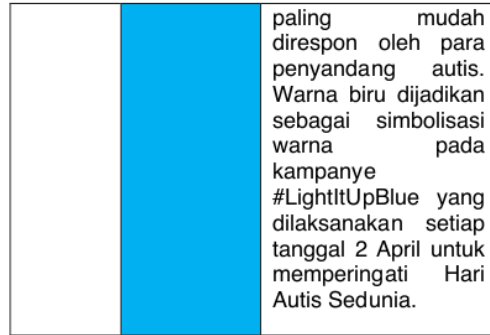 paling mudah
direspon oleh para
penyandang autis.
Warna biru dijadikan
sebagai simbolisasi
warna pada
kampanye
#LightItUpBlue yang
dilaksanakan setiap
tanggal 2 April untuk
memperingati Hari
Autis Sedunia.